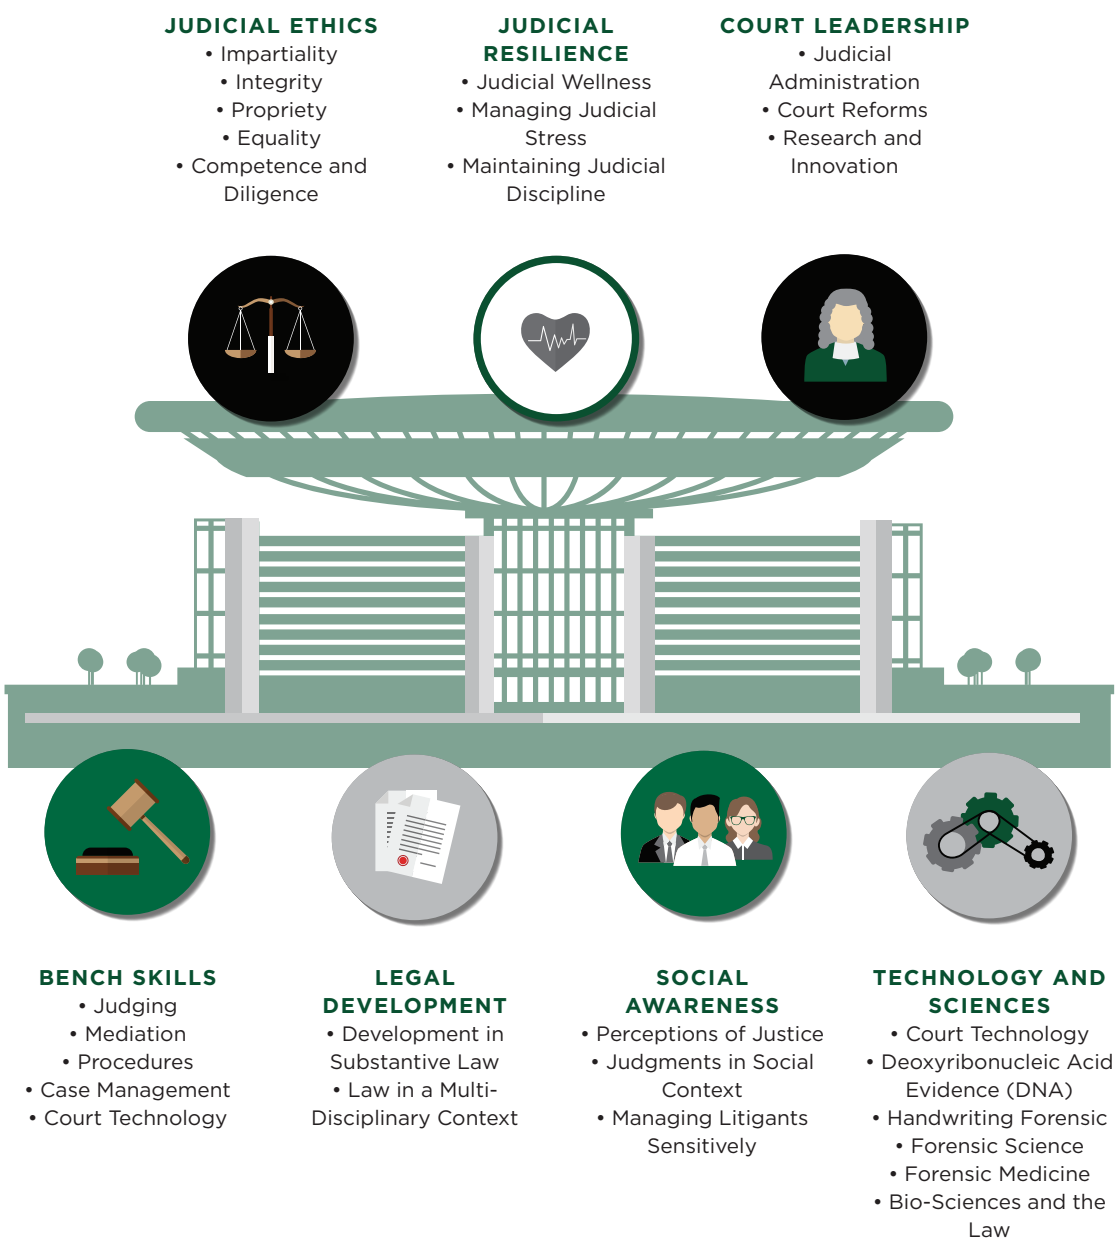 JUDICIAL ETHICS
• Impartiality
• Integrity
• Propriety
• Equality
• Competence and
Diligence
JUDICIAL
RESILIENCE
• Judicial Wellness
• Managing Judicial
Stress
• Maintaining Judicial
Discipline
COURT LEADERSHIP
• Judicial
Administration
• Court Reforms
• Research and
Innovation
BENCH SKILLS
• Judging
• Mediation
• Procedures
• Case Management
• Court Technology
LEGAL
DEVELOPMENT
• Development in
Substantive Law
• Law in a Multi-
Disciplinary Context
SOCIAL
AWARENESS
• Perceptions of Justice
• Judgments in Social
Context
• Managing Litigants
Sensitively
TECHNOLOGY AND
SCIENCES
• Court Technology
• Deoxyribonucleic Acid
Evidence (DNA)
• Handwriting Forensic
• Forensic Science
• Forensic Medicine
• Bio-Sciences and the
Law